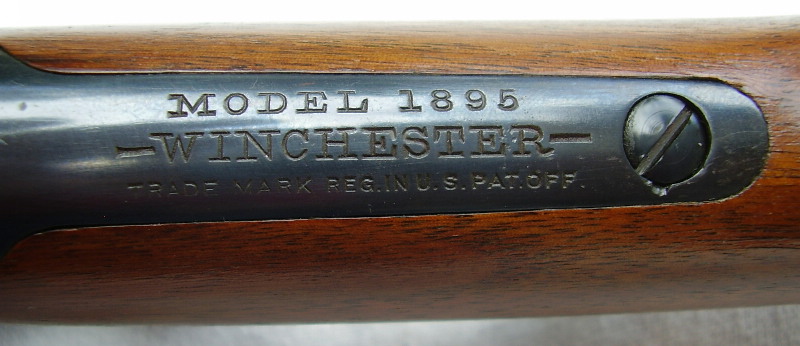 MODEL 1895
-WINCHESTER-
TRADE MARK REG. IN U.S. PAT. OFF.